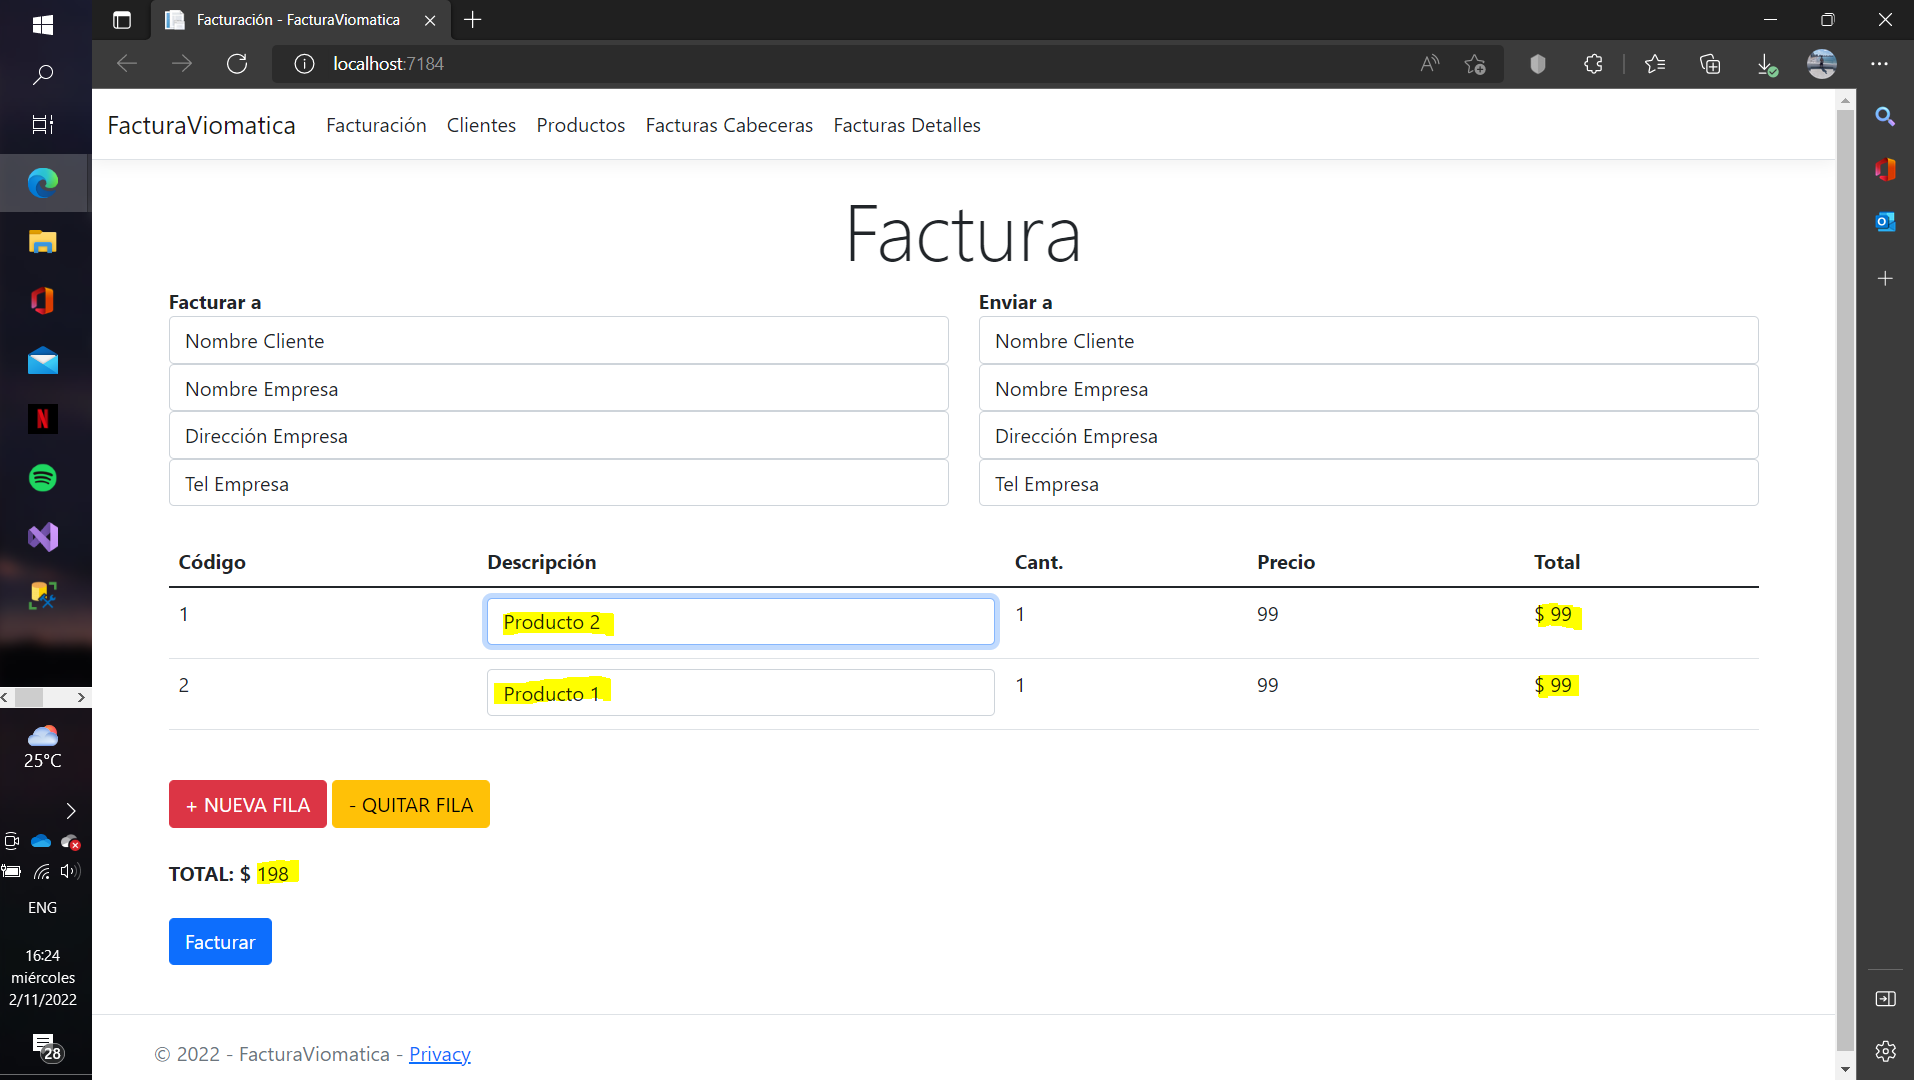 Facturación - FacturaViomatica
localhost:7184
FacturaViomatica Facturación Clientes Productos Facturas Cabeceras Facturas Detalles
Factura
Facturar a
Nombre Cliente
Nombre Empresa
Dirección Empresa
Tel Empresa
Enviar a
Nombre Cliente
Nombre Empresa
Dirección Empresa
Tel Empresa
Código Descripción Cant. Precio Total
1 Producto 2 1 99 $ 99
2 Producto 1 1 99 $ 99
+ NUEVA FILA - QUITAR FILA
TOTAL: $ 198
Facturar
© 2022 - FacturaViomatica - Privacy
25°C
ENG
16:24
miércoles
2/11/2022
28